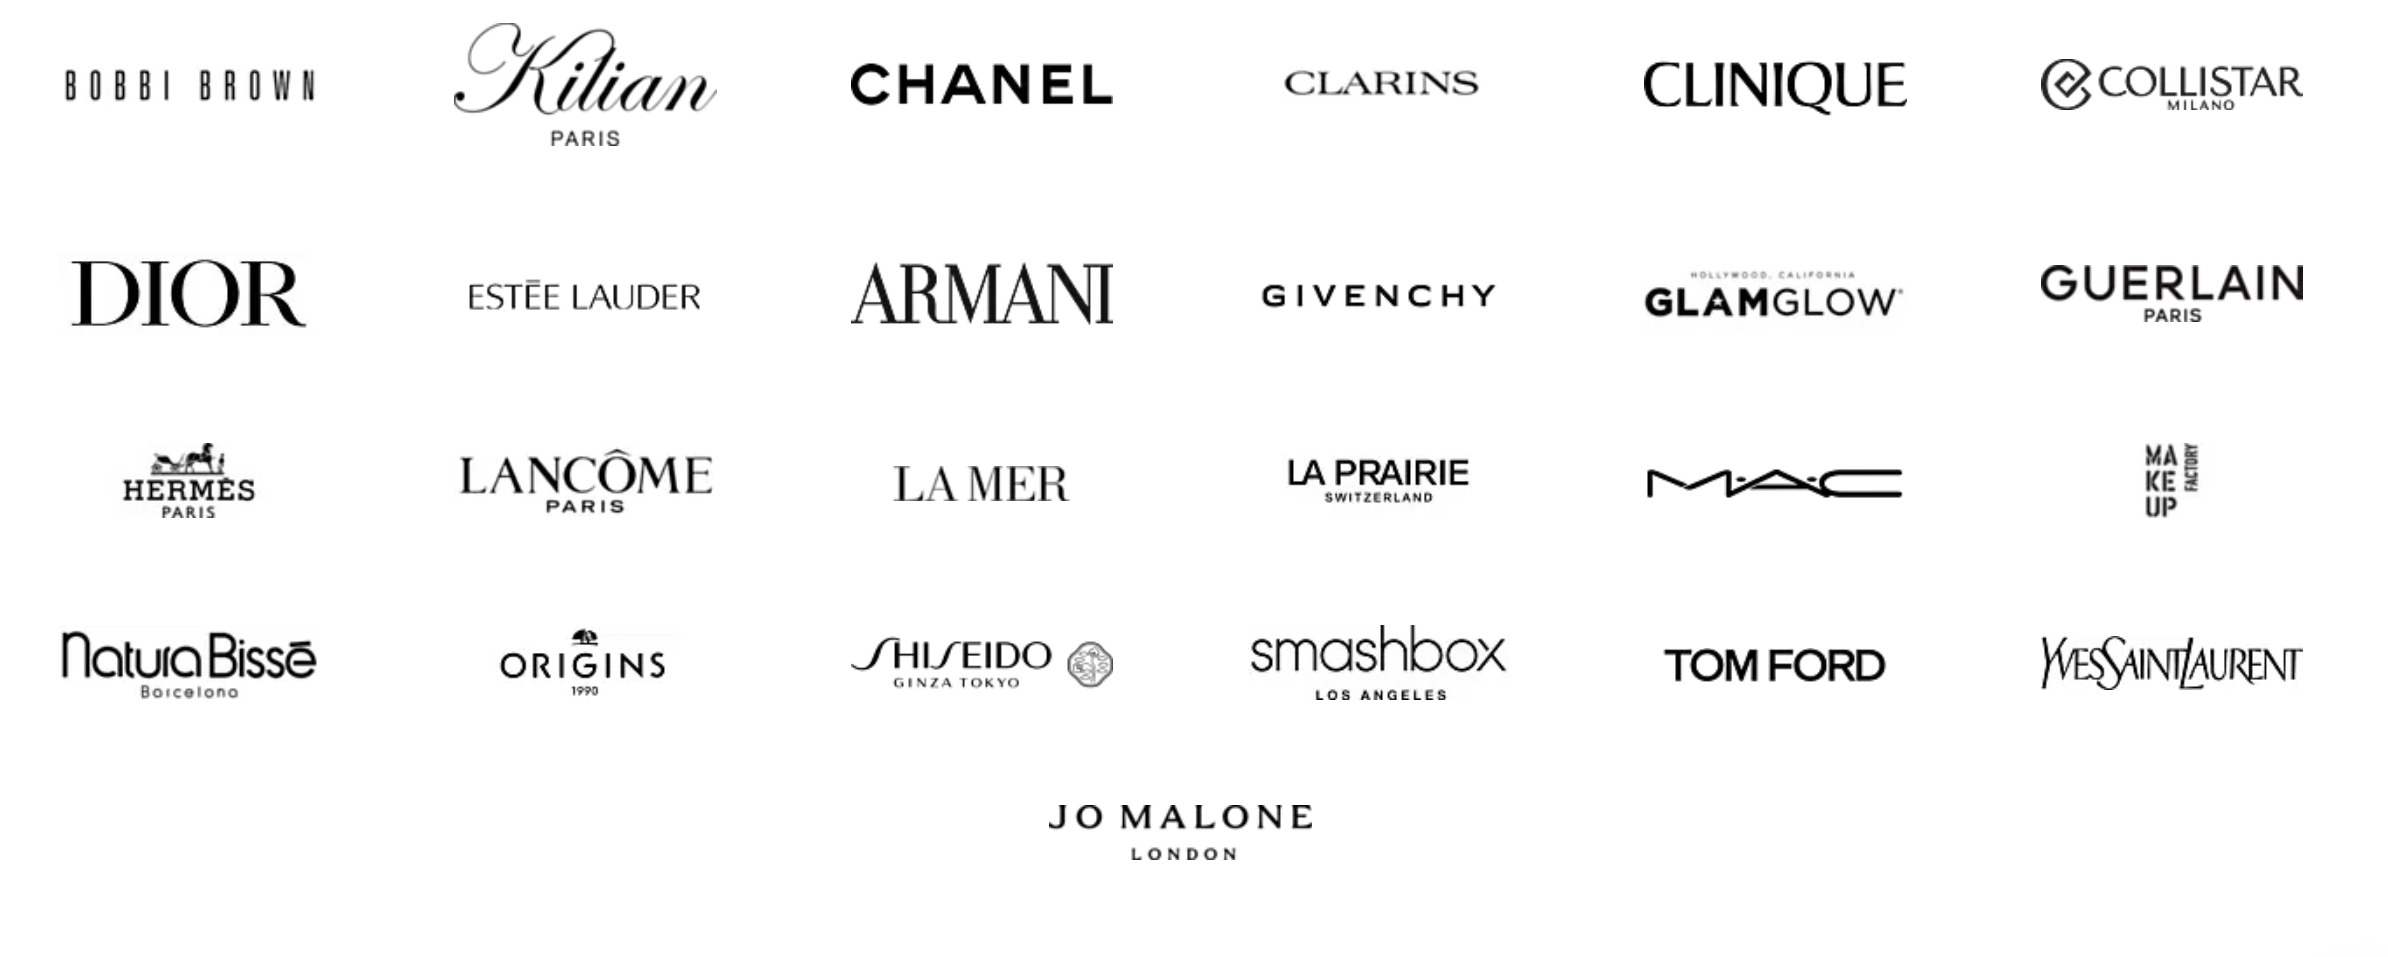 BOBBI BROWN
Kilian
PARIS
CHANEL
CLARINS
CLINIQUE
COLLISTAR
MILANO
DIOR
ESTĒE LAUDER
ARMANI
GIVENCHY
HOLLYWOOD, CALIFORNIA
GLAMGLOW®
GUERLAIN
PARIS
HERMÈS
PARIS
LANCÔME
PARIS
LA MER
LA PRAIRIE
SWITZERLAND
M·A·C
MA
KE
UP
FACTORY
Natura Bissé
Barcelona
ORIGINS
1990
SHISEIDO
GINZA TOKYO
smashbox
LOS ANGELES
TOM FORD
YVESSAINTLAURENT
JO MALONE
LONDON